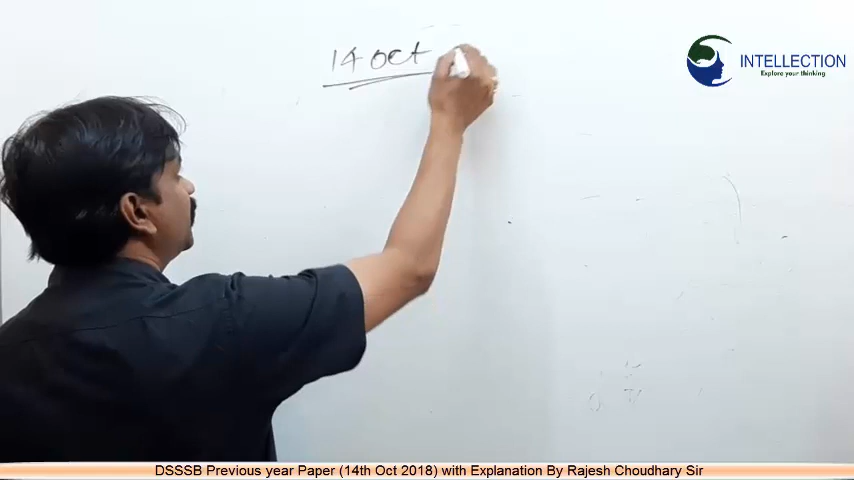 14 Oct
INTELLECTION
Explore your thinking
DSSSB Previous year Paper (14th Oct 2018) with Explanation By Rajesh Choudhary Sir